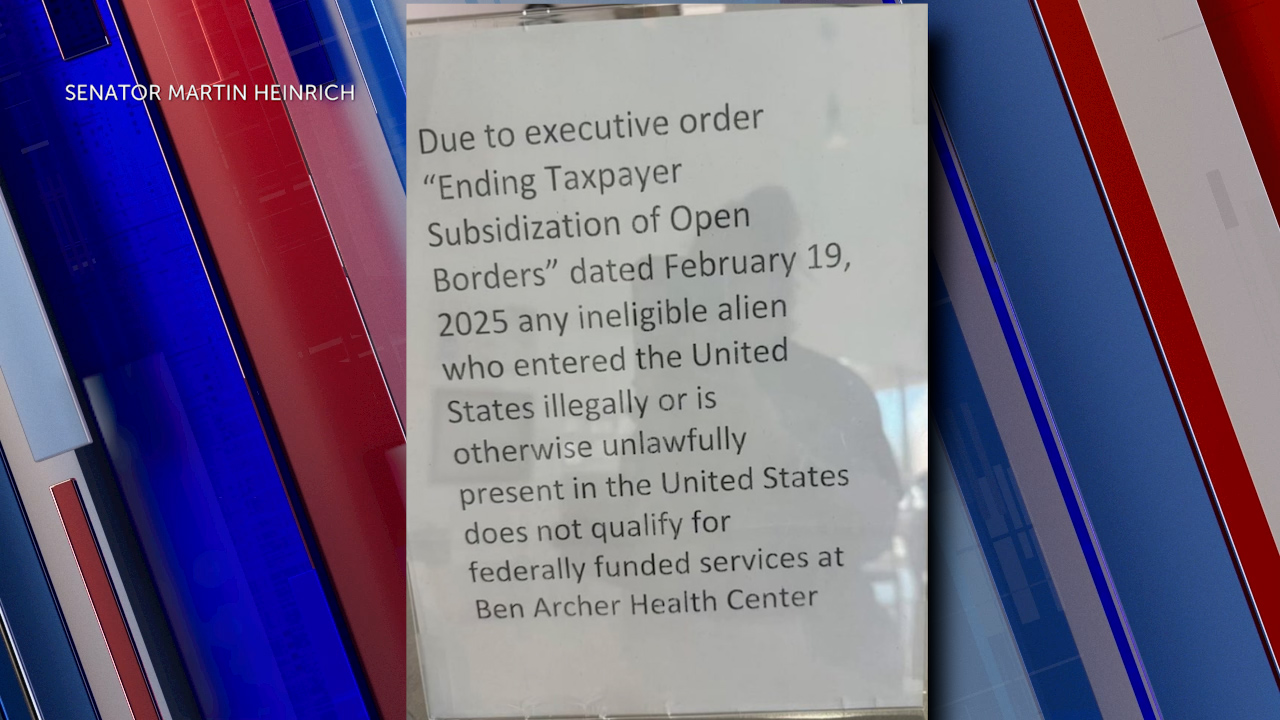 SENATOR MARTIN HEINRICH
Due to executive order
“Ending Taxpayer
Subsidization of Open
Borders” dated February 19,
2025 any ineligible alien
who entered the United
States illegally or is
otherwise unlawfully
present in the United States
does not qualify for
federally funded services at
Ben Archer Health Center